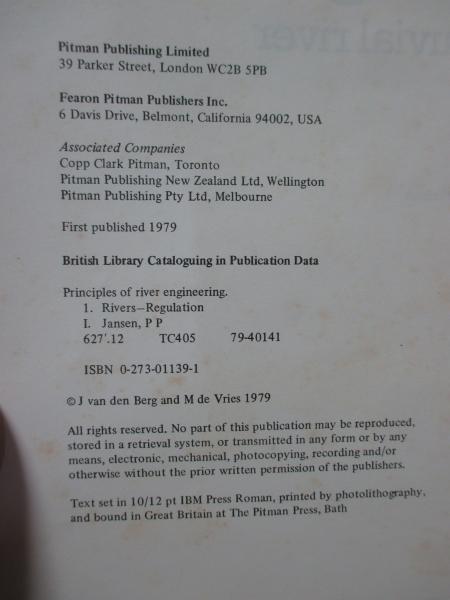 Pitman Publishing Limited
39 Parker Street, London WC2B 5PB
Fearon Pitman Publishers Inc.
6 Davis Drive, Belmont, California 94002, USA
Associated Companies
Copp Clark Pitman, Toronto
Pitman Publishing New Zealand Ltd, Wellington
Pitman Publishing Pty Ltd, Melbourne
First published 1979
British Library Cataloguing in Publication Data
Principles of river engineering.
1. Rivers—Regulation
I. Jansen, P P
627'.12 TC405 79-40141
ISBN 0-273-01139-1
© J van den Berg and M de Vries 1979
All rights reserved. No part of this publication may be reproduced,
stored in a retrieval system, or transmitted in any form or by any
means, electronic, mechanical, photocopying, recording and/or
otherwise without the prior written permission of the publishers.
Text set in 10/12 pt IBM Press Roman, printed by photolithography,
and bound in Great Britain at The Pitman Press, Bath